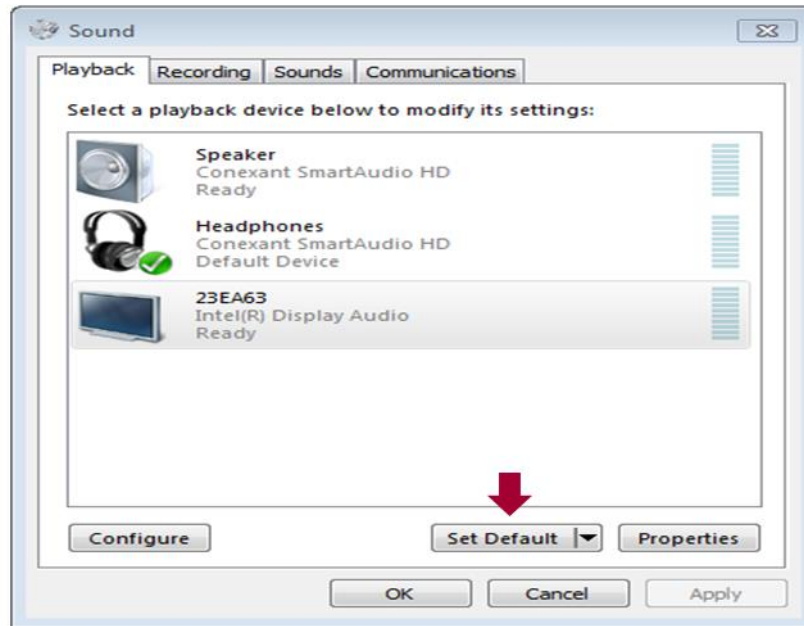 Sound
Playback Recording Sounds Communications
Select a playback device below to modify its settings:
Speaker
Conexant SmartAudio HD
Ready
Headphones
Conexant SmartAudio HD
Default Device
23EA63
Intel(R) Display Audio
Ready
Configure Set Default Properties
OK Cancel Apply